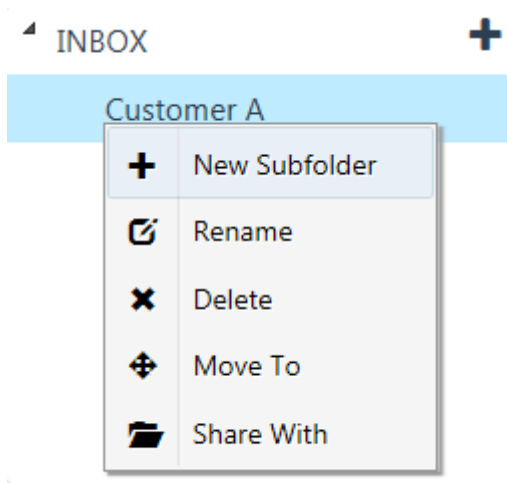 INBOX
Customer A
New Subfolder
Rename
Delete
Move To
Share With